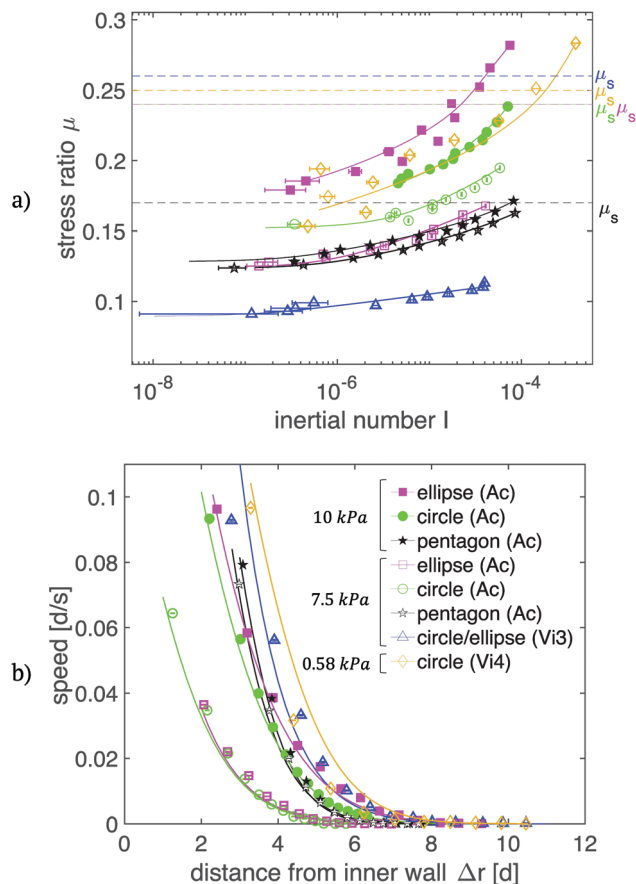 a)
stress ratio μ
0.3
0.25
0.2
0.15
0.1
μs
μs
μsμs
μs
10⁻⁸
10⁻⁶
10⁻⁴
inertial number I
b)
speed [d/s]
0.1
0.08
0.06
0.04
0.02
0
10 kPa
ellipse (Ac)
circle (Ac)
pentagon (Ac)
7.5 kPa
ellipse (Ac)
circle (Ac)
pentagon (Ac)
circle/ellipse (Vi3)
0.58 kPa
circle (Vi4)
0
2
4
6
8
10
12
distance from inner wall Δr [d]